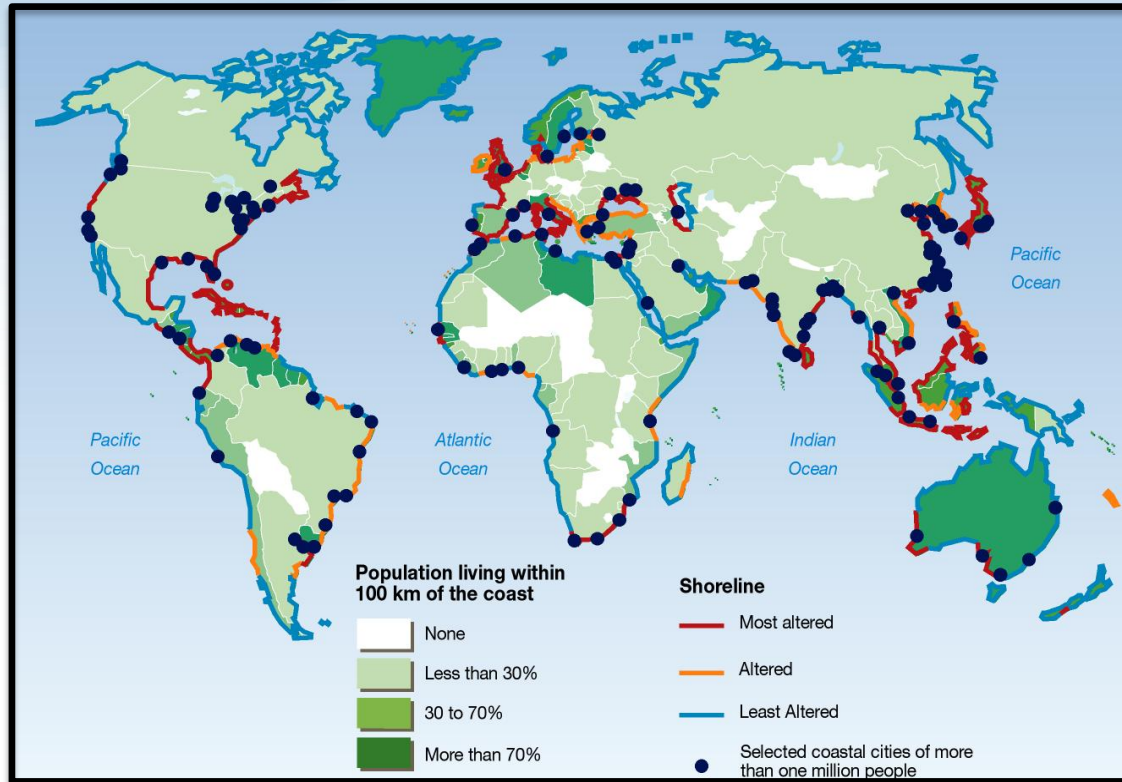 Pacific
Ocean
Pacific
Ocean
Atlantic
Ocean
Indian
Ocean
Population living within
100 km of the coast
None
Less than 30%
30 to 70%
More than 70%
Shoreline
Most altered
Altered
Least Altered
Selected coastal cities of more
than one million people